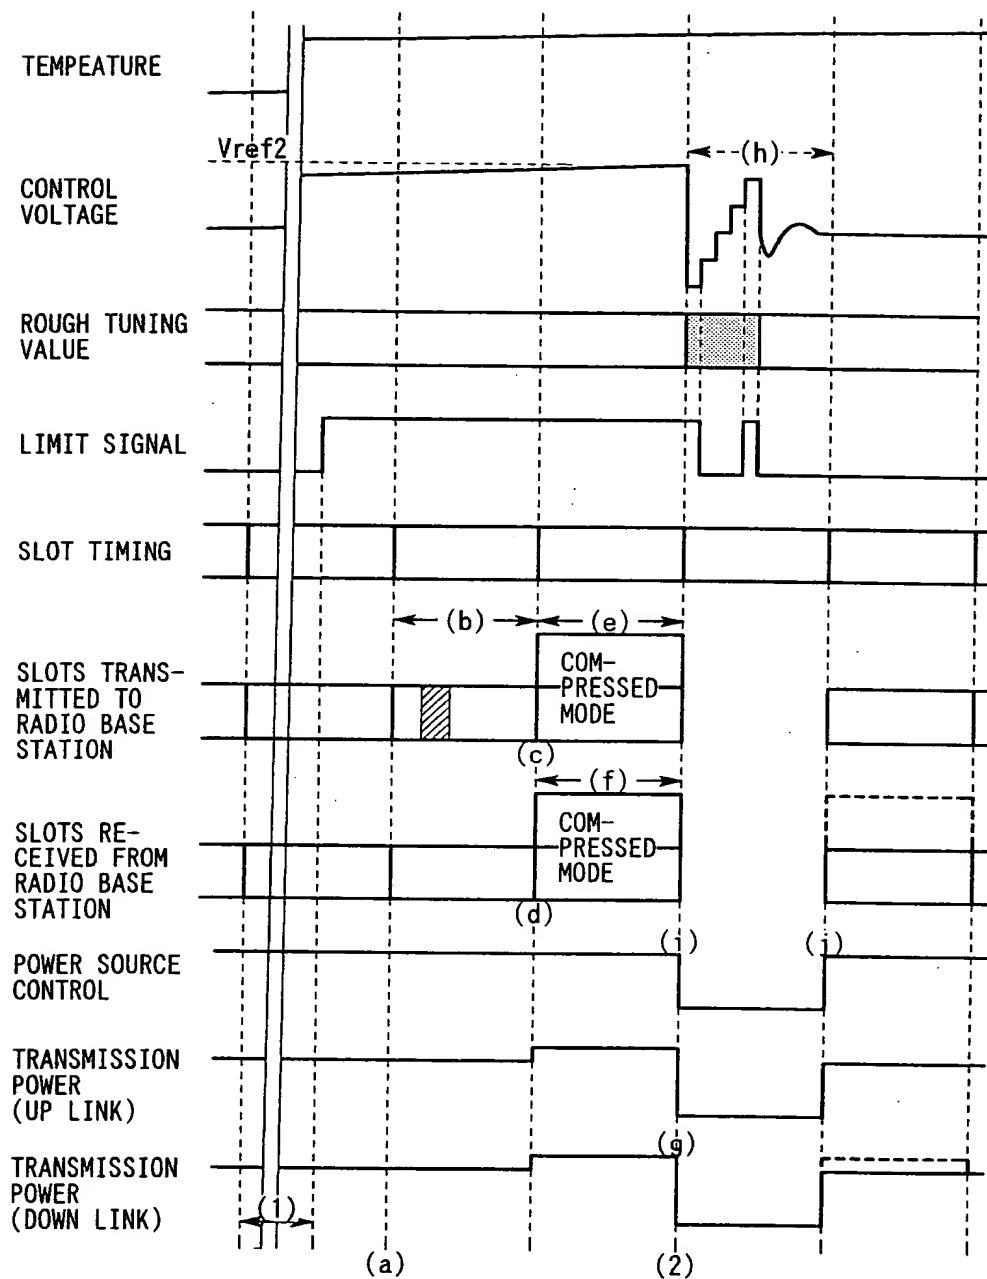 TEMPEATURE
Vref2
(h)
CONTROL
VOLTAGE
ROUGH TUNING
VALUE
LIMIT SIGNAL
SLOT TIMING
(b)
(e)
SLOTS TRANS-
MITTED TO
RADIO BASE
STATION
COM-
PRESSED
MODE
(c)
(f)
SLOTS RE-
CEIVED FROM
RADIO BASE
STATION
COM-
PRESSED
MODE
(d)
(i)
(j)
POWER SOURCE
CONTROL
TRANSMISSION
POWER
(UP LINK)
(g)
TRANSMISSION
POWER
(DOWN LINK)
(1)
(a)
(2)